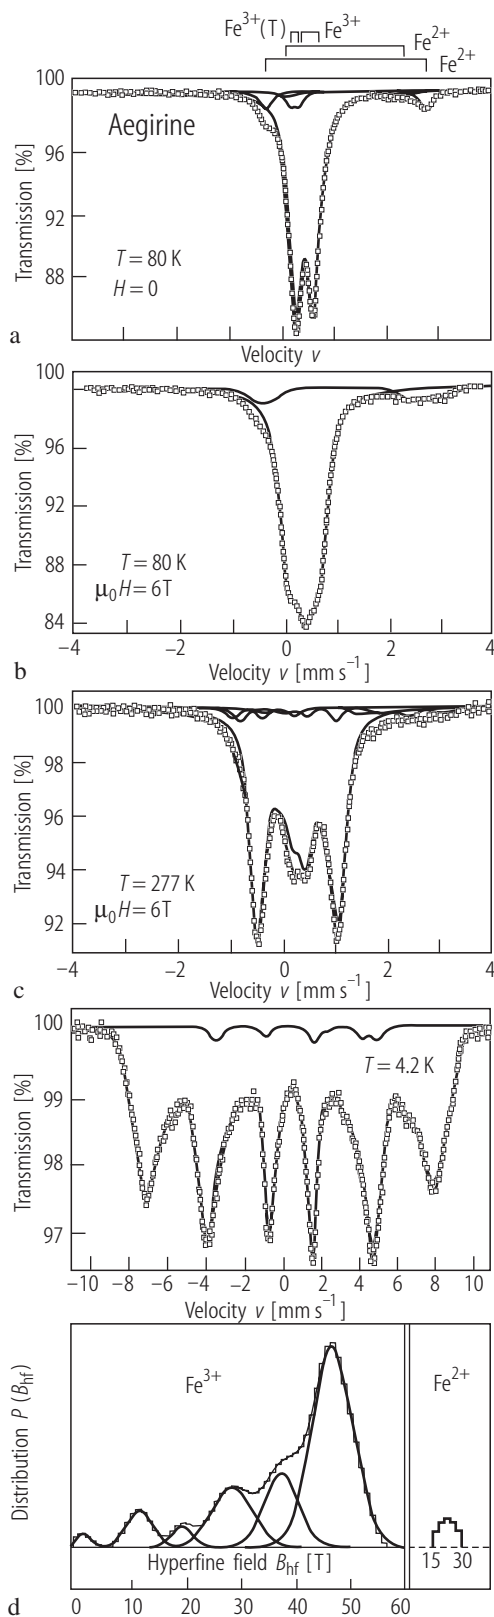 Fe³⁺(T) Fe³⁺
Fe²⁺
Fe²⁺
100
96
92
88
Transmission [%]
Aegirine
T = 80 K
H = 0
a
Velocity v
100
96
92
88
84
Transmission [%]
T = 80 K
μ₀H = 6T
−4 −2 0 2 4
b
Velocity v [mm s⁻¹]
100
98
96
94
92
Transmission [%]
T = 277 K
μ₀H = 6T
−4 −2 0 2 4
c
Velocity v [mm s⁻¹]
100
99
98
97
Transmission [%]
T = 4.2 K
−10 −8 −6 −4 −2 0 2 4 6 8 10
Velocity v [mm s⁻¹]
Distribution P (B_hf)
Fe³⁺ Fe²⁺
15 30
Hyperfine field B_hf [T]
d
0 10 20 30 40 50 60